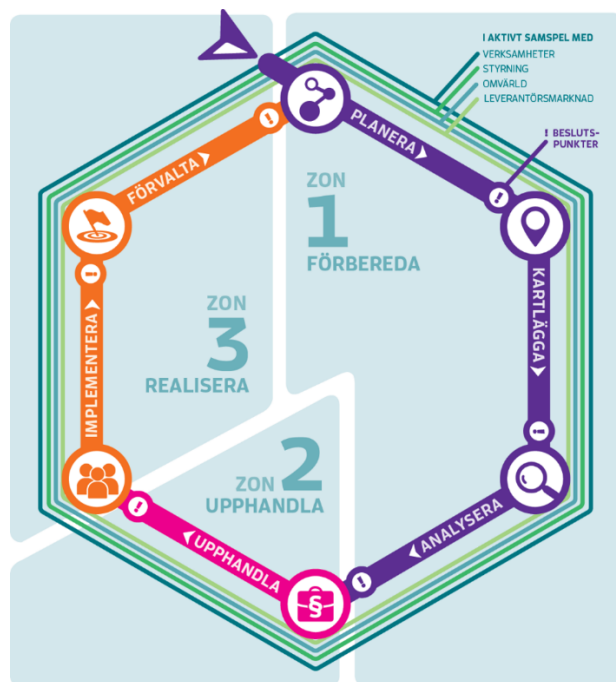 I AKTIVT SAMSPEL MED
VERKSAMHETER
STYRNING
OMVÄRLD
LEVERANTÖRSMARKNAD
! BESLUTS-
PUNKTER
PLANERA
!
KARTLÄGGA
!
ANALYSERA
!
UPPHANDLA
!
IMPLEMENTERA
!
FÖRVALTA
!
ZON
1
FÖRBEREDA
ZON
3
REALISERA
ZON 2
UPPHANDLA
§